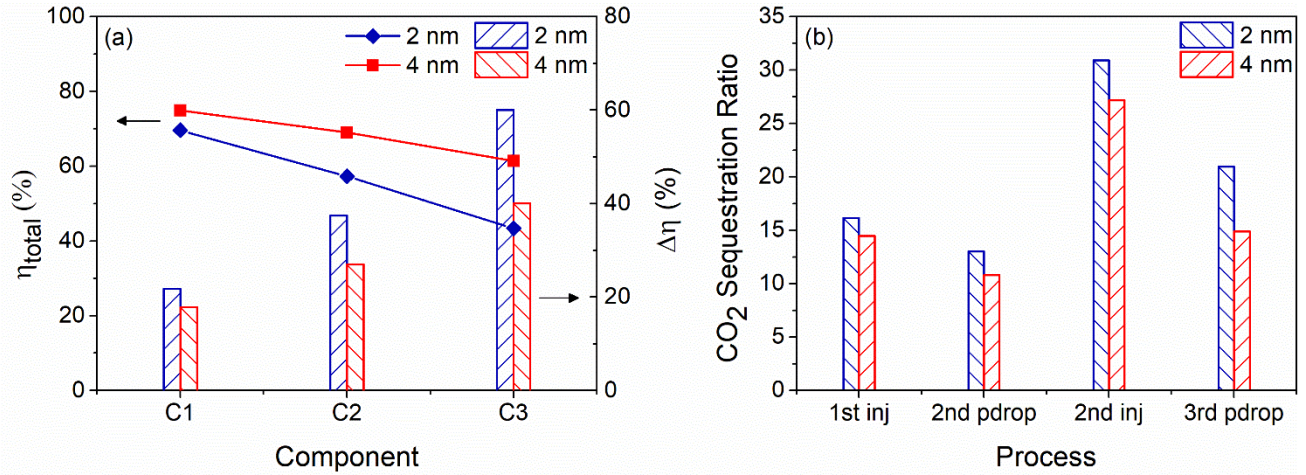 (a)
2 nm 2 nm
4 nm 4 nm
η_total (%)
100
80
60
40
20
0
C1 C2 C3
Component
80
60
40
20
0
Δη (%)
(b)
2 nm
4 nm
CO₂ Sequestration Ratio
35
30
25
20
15
10
5
0
1st inj 2nd pdrop 2nd inj 3rd pdrop
Process